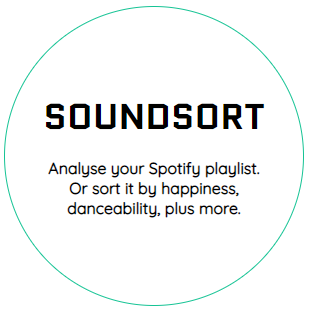 SOUNDSORT
Analyse your Spotify playlist.
Or sort it by happiness,
danceability, plus more.